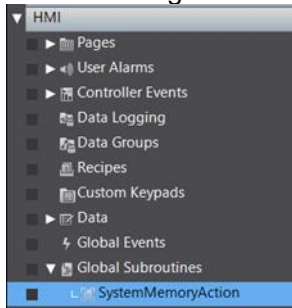 HMI
Pages
User Alarms
Controller Events
Data Logging
Data Groups
Recipes
Custom Keypads
Data
Global Events
Global Subroutines
SystemMemoryAction